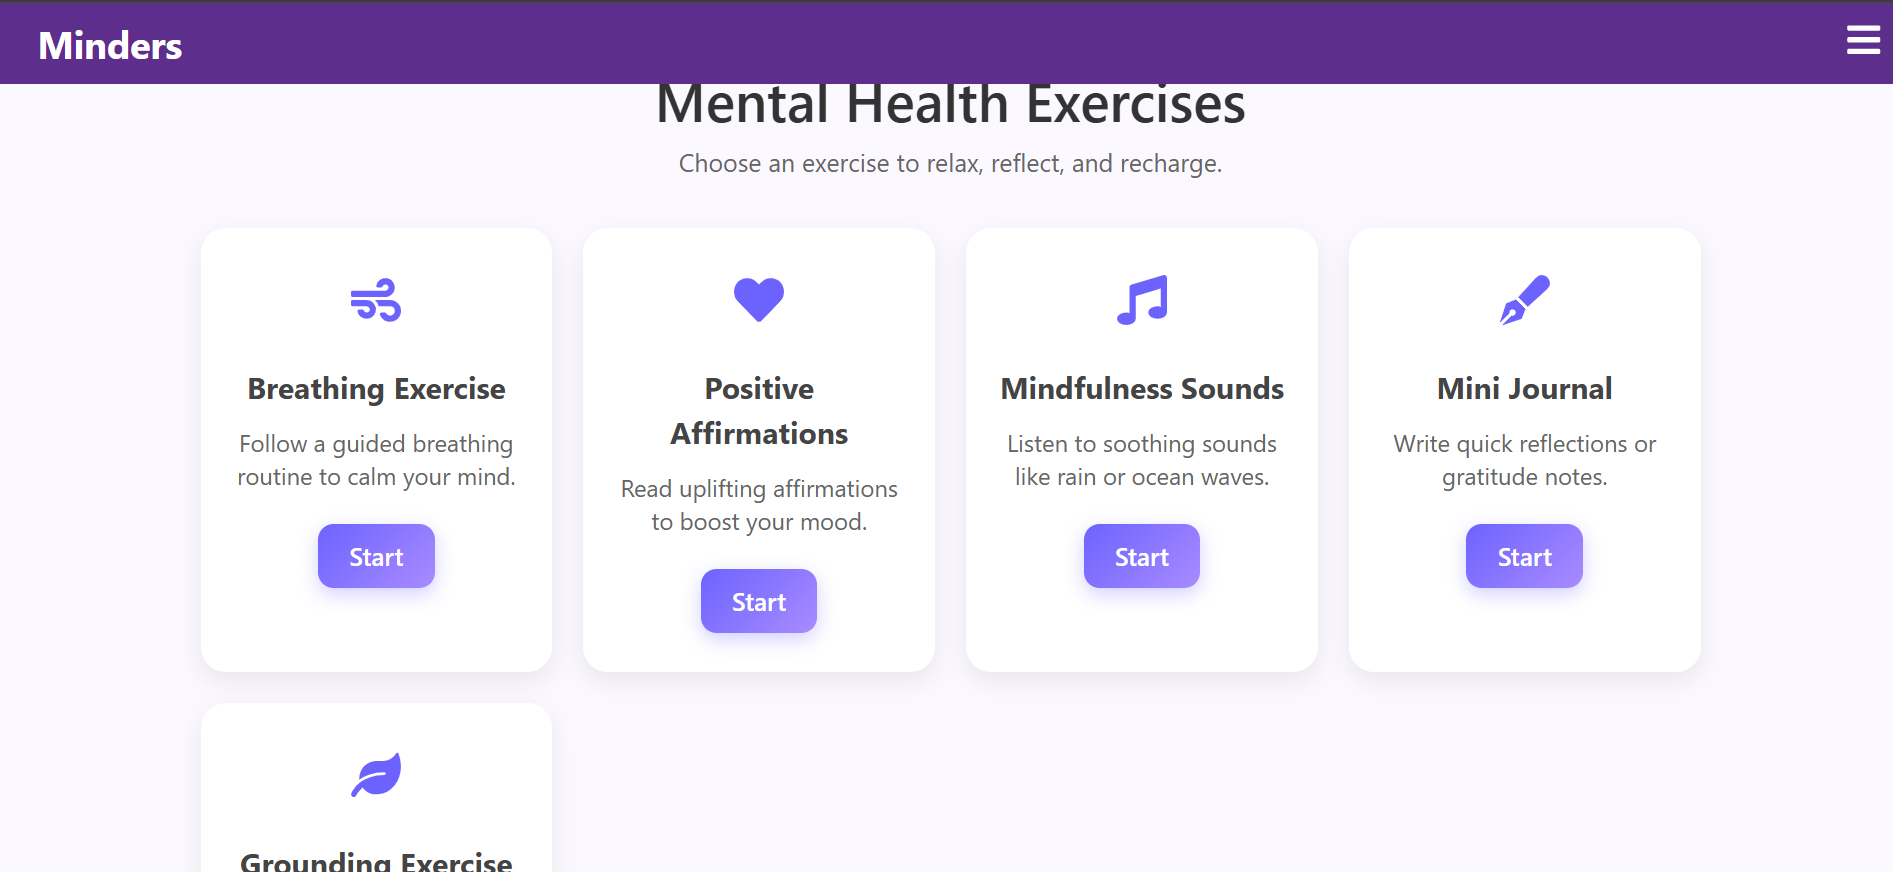 Minders
Mental Health Exercises
Choose an exercise to relax, reflect, and recharge.
Breathing Exercise
Follow a guided breathing
routine to calm your mind.
Start
Positive
Affirmations
Read uplifting affirmations
to boost your mood.
Start
Mindfulness Sounds
Listen to soothing sounds
like rain or ocean waves.
Start
Mini Journal
Write quick reflections or
gratitude notes.
Start
Grounding Exercise